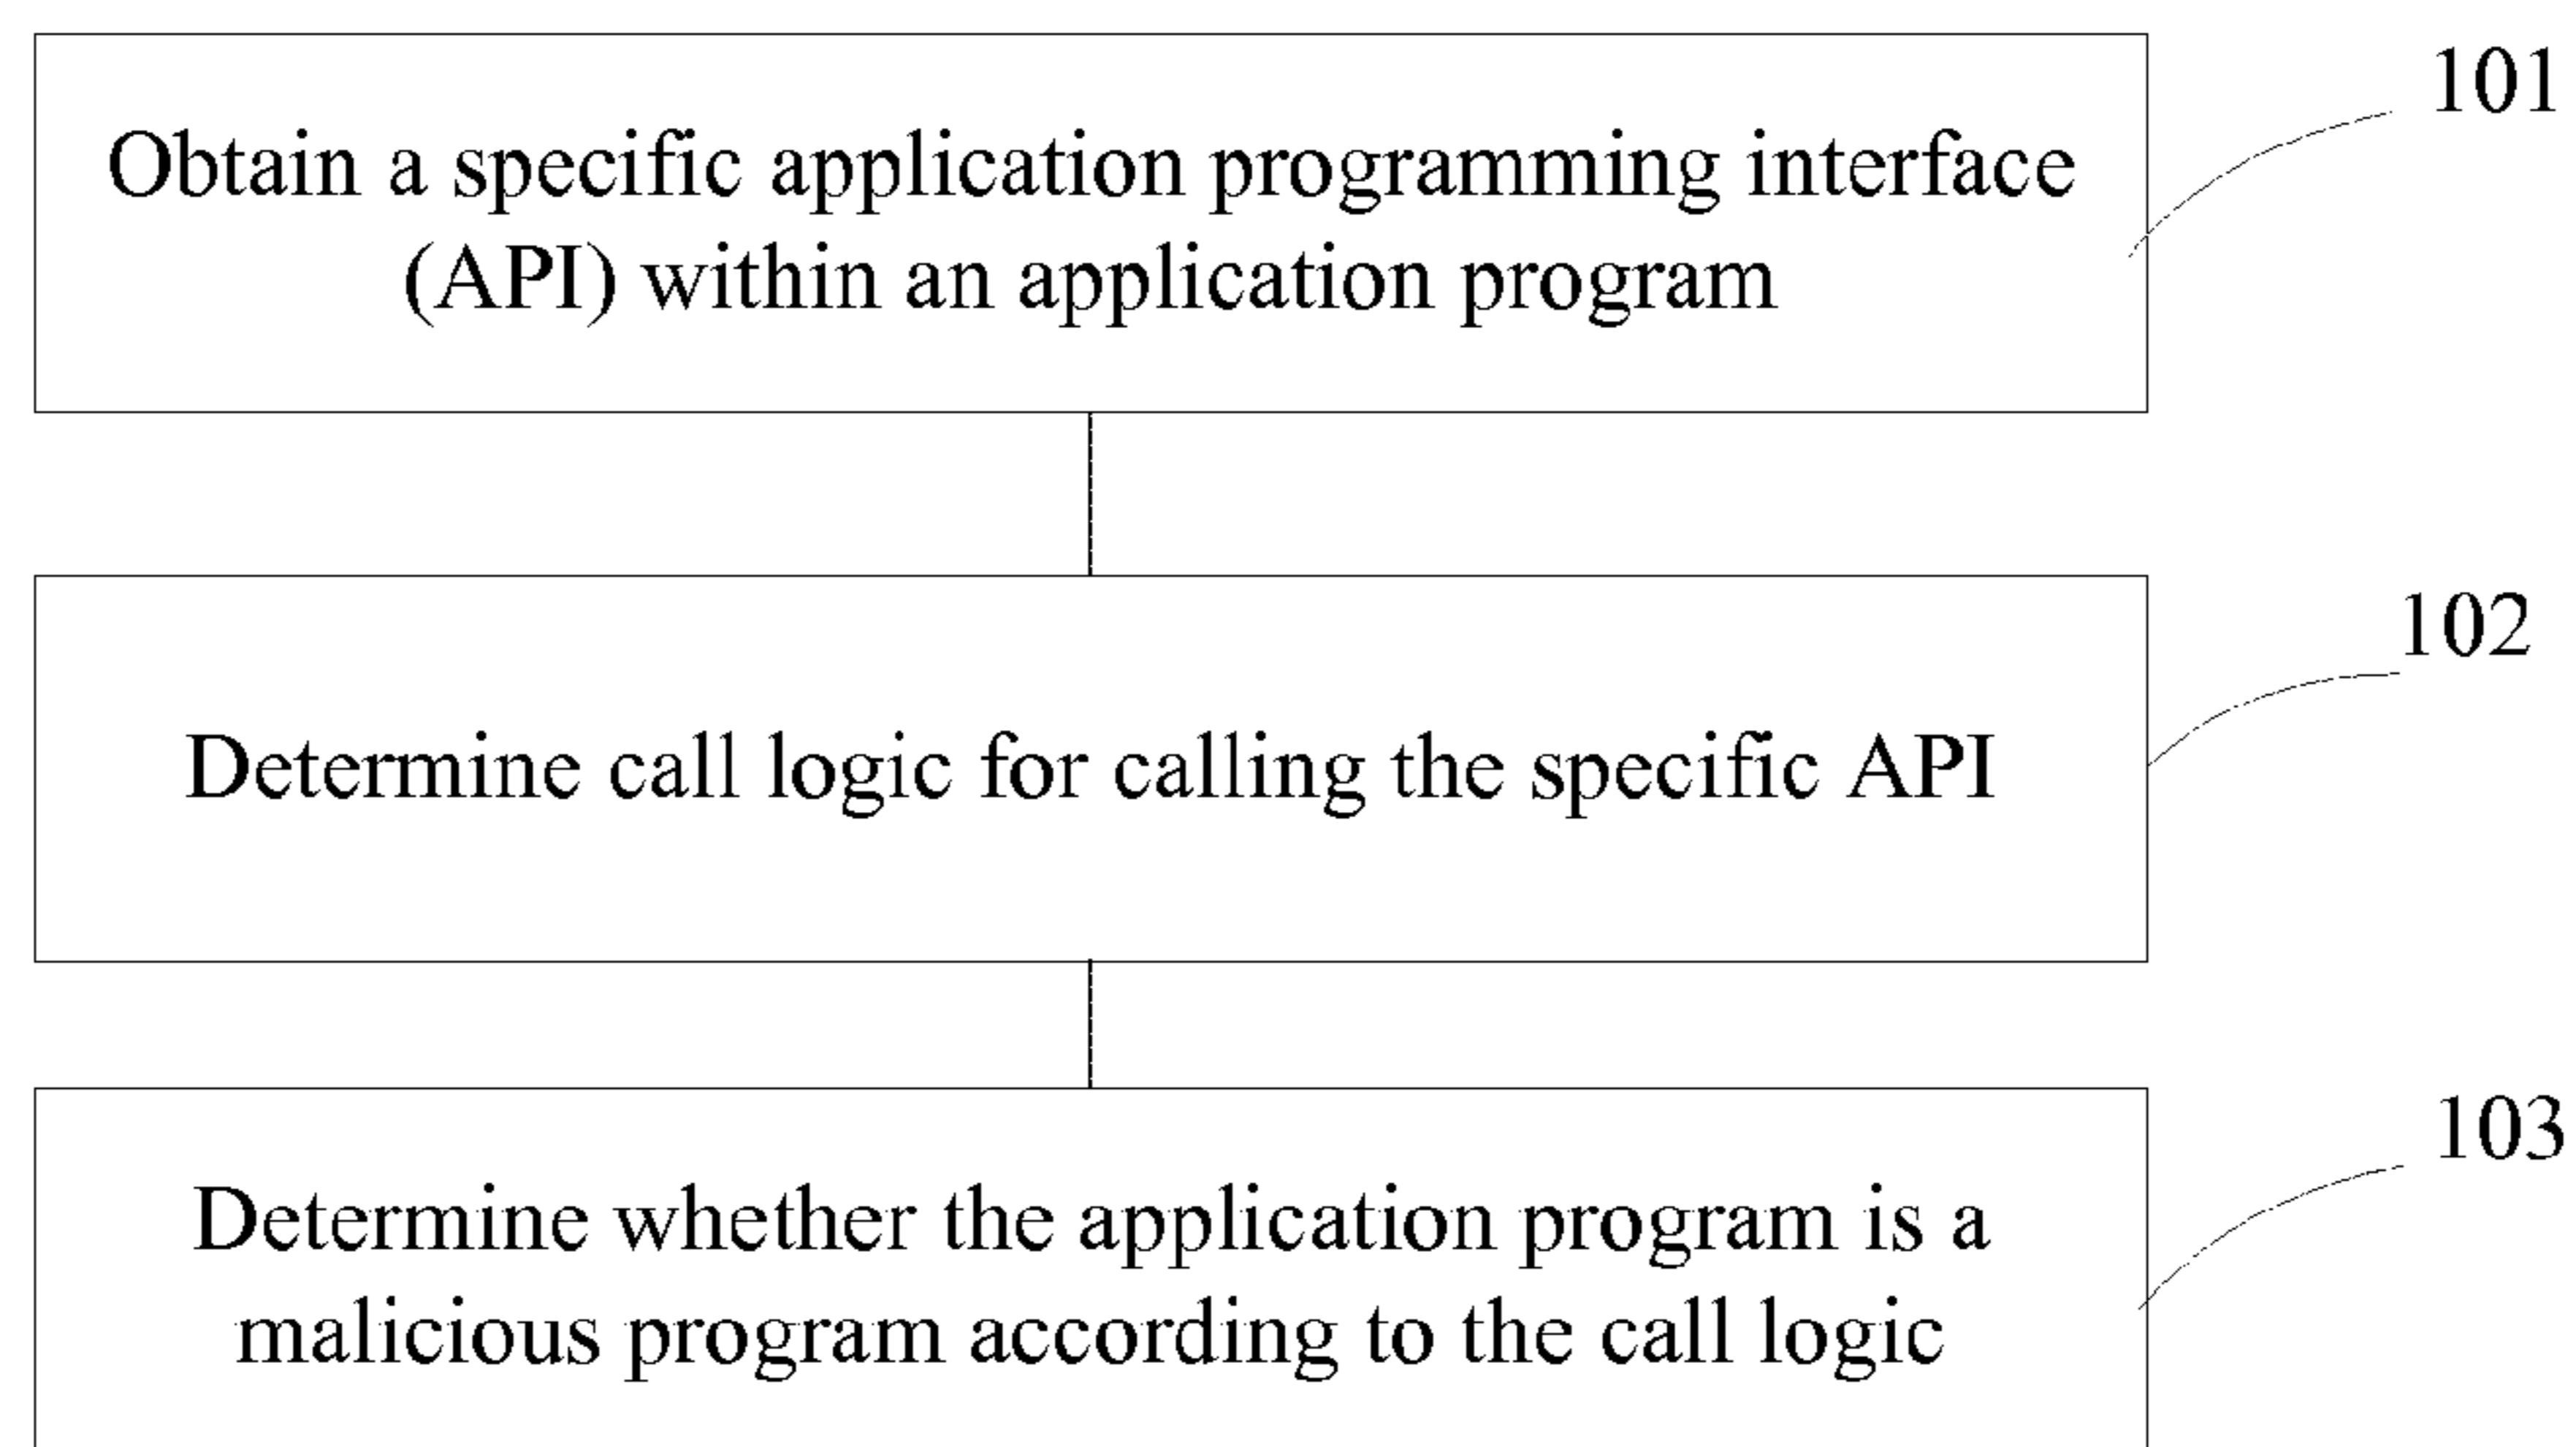 101
Obtain a specific application programming interface
(API) within an application program
102
Determine call logic for calling the specific API
103
Determine whether the application program is a
malicious program according to the call logic